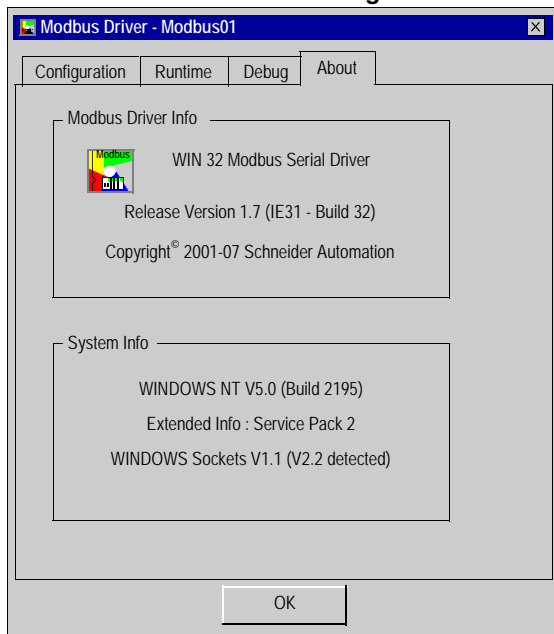 Modbus Driver - Modbus01
Configuration Runtime Debug About
Modbus Driver Info
Modbus
WIN 32 Modbus Serial Driver
Release Version 1.7 (IE31 - Build 32)
Copyright© 2001-07 Schneider Automation
System Info
WINDOWS NT V5.0 (Build 2195)
Extended Info : Service Pack 2
WINDOWS Sockets V1.1 (V2.2 detected)
OK